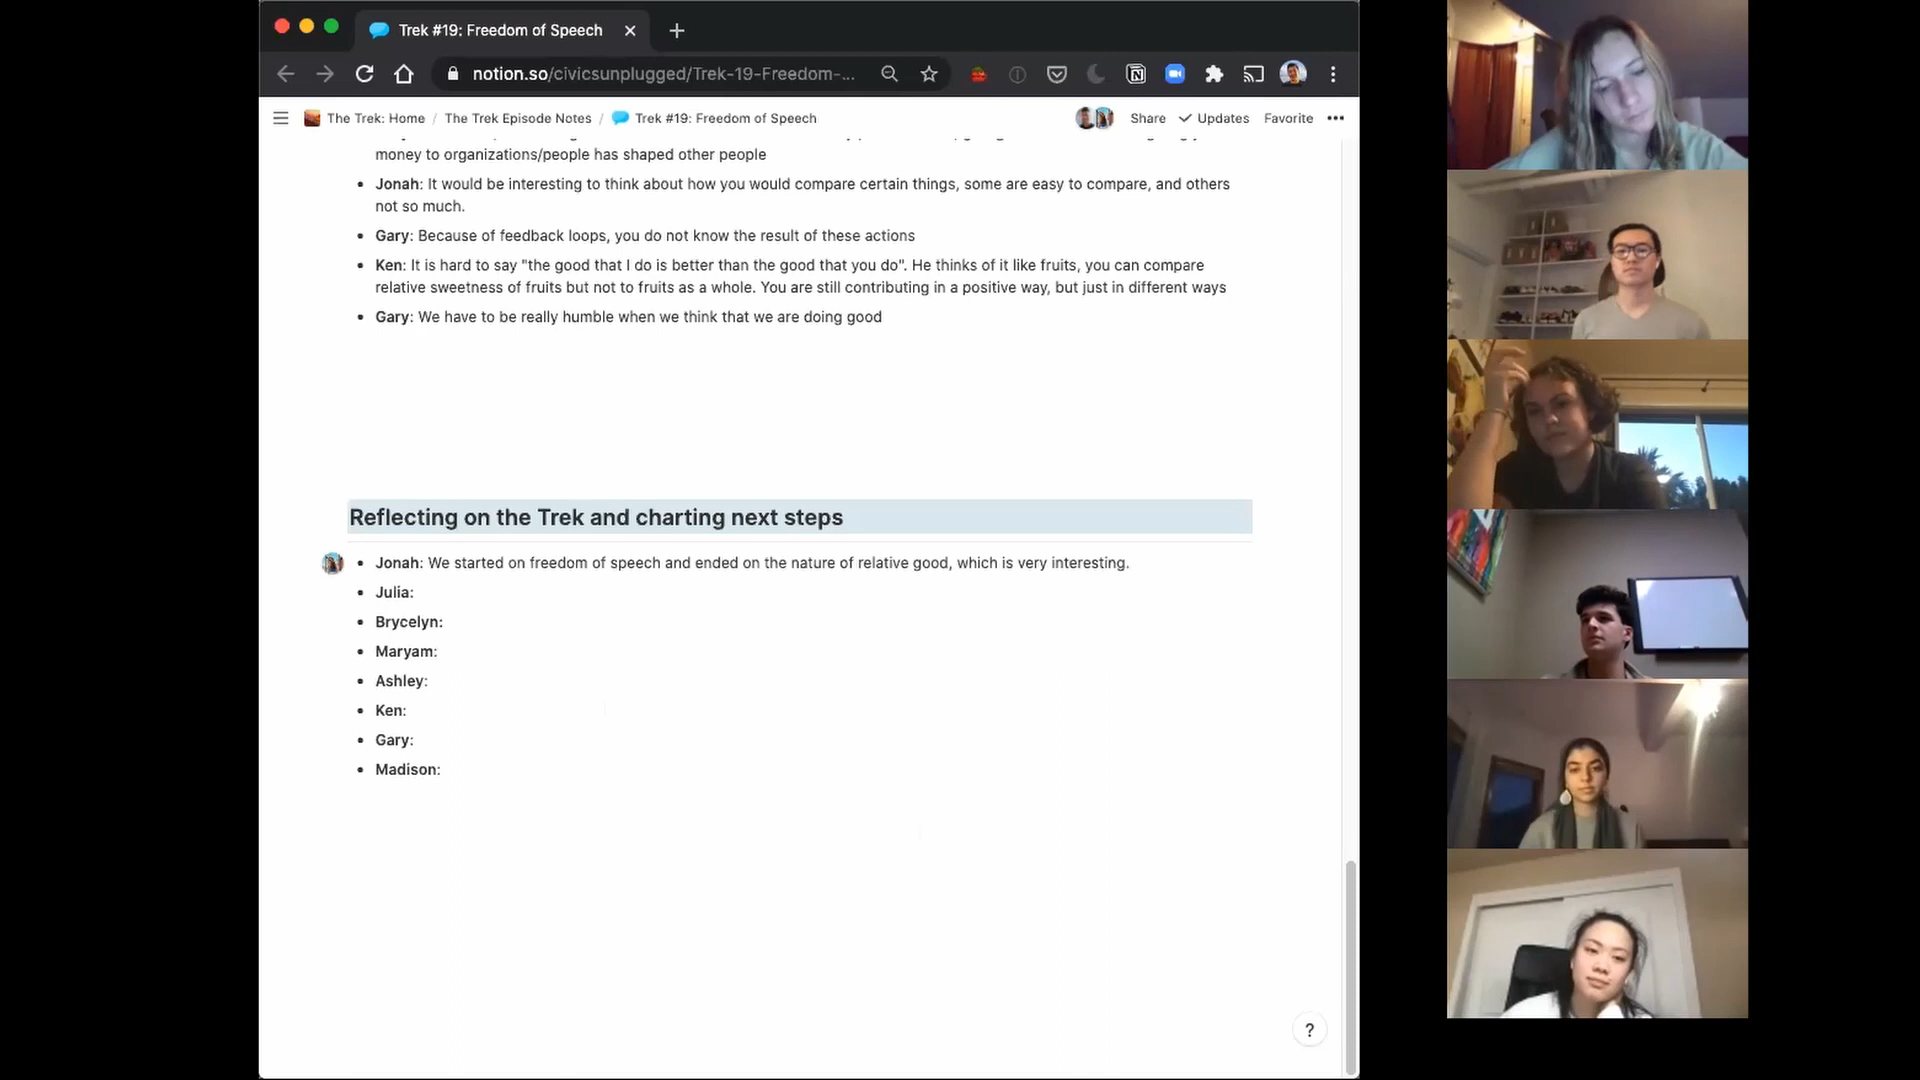 Trek #19: Freedom of Speech
notion.so/civicsunplugged/Trek-19-Freedom-...
The Trek: Home / The Trek Episode Notes / Trek #19: Freedom of Speech
Share Updates Favorite
money to organizations/people has shaped other people
Jonah: It would be interesting to think about how you would compare certain things, some are easy to compare, and others
not so much.
Gary: Because of feedback loops, you do not know the result of these actions
Ken: It is hard to say "the good that I do is better than the good that you do". He thinks of it like fruits, you can compare
relative sweetness of fruits but not to fruits as a whole. You are still contributing in a positive way, but just in different ways
Gary: We have to be really humble when we think that we are doing good
Reflecting on the Trek and charting next steps
Jonah: We started on freedom of speech and ended on the nature of relative good, which is very interesting.
Julia:
Brycelyn:
Maryam:
Ashley:
Ken:
Gary:
Madison:
?